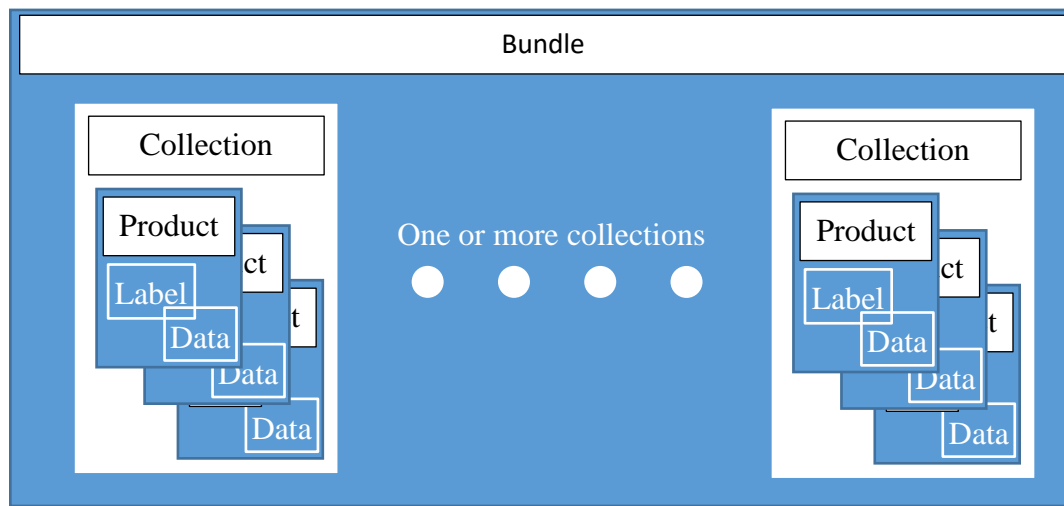 Bundle
Collection
Product
ct
t
Label
Data
Data
Data
One or more collections
Collection
Product
ct
t
Label
Data
Data
Data